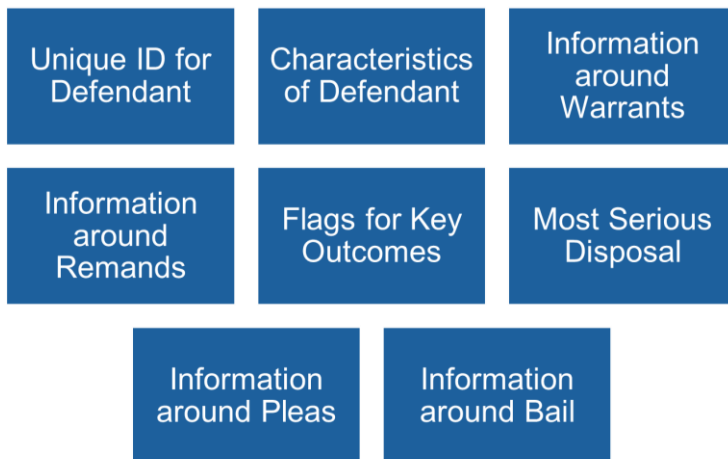 Unique ID for
Defendant
Characteristics
of Defendant
Information
around
Warrants
Information
around
Remands
Flags for Key
Outcomes
Most Serious
Disposal
Information
around Pleas
Information
around Bail